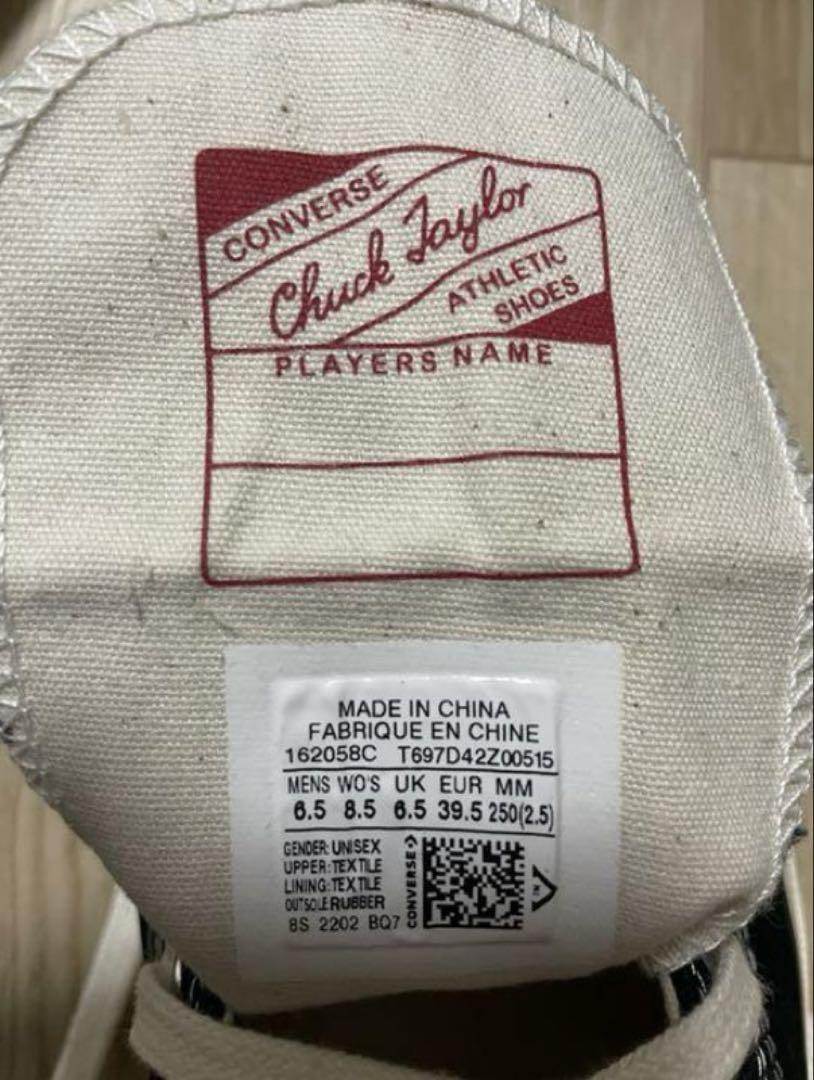 CONVERSE
Chuck Taylor
ATHLETIC
SHOES
PLAYERS NAME
MADE IN CHINA
FABRIQUE EN CHINE
162058C T697D42Z00515
MENS WO'S UK EUR MM
6.5 8.5 6.5 39.5 250(2.5)
GENDER: UNISEX
UPPER: TEXTILE
LINING: TEXTILE
OUTSOLE RUBBER
8S 2202 BQ7
CONVERSE